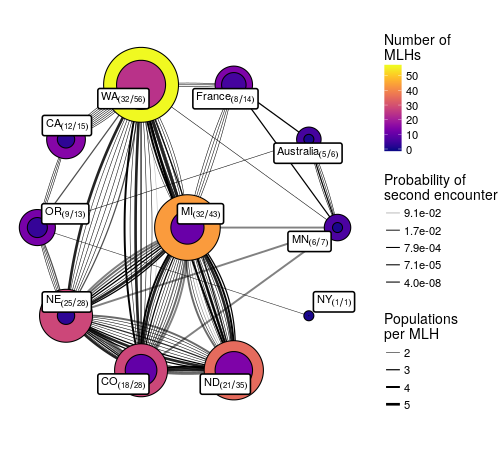 WA(32/56)
France(8/14)
CA(12/15)
Australia(5/6)
OR(9/13)
MI(32/43)
MN(6/7)
NE(25/28)
NY(1/1)
CO(18/28)
ND(21/35)
Number of
MLHs
50
40
30
20
10
0
Probability of
second encounter
9.1e-02
1.7e-02
7.9e-04
7.1e-05
4.0e-08
Populations
per MLH
2
3
4
5